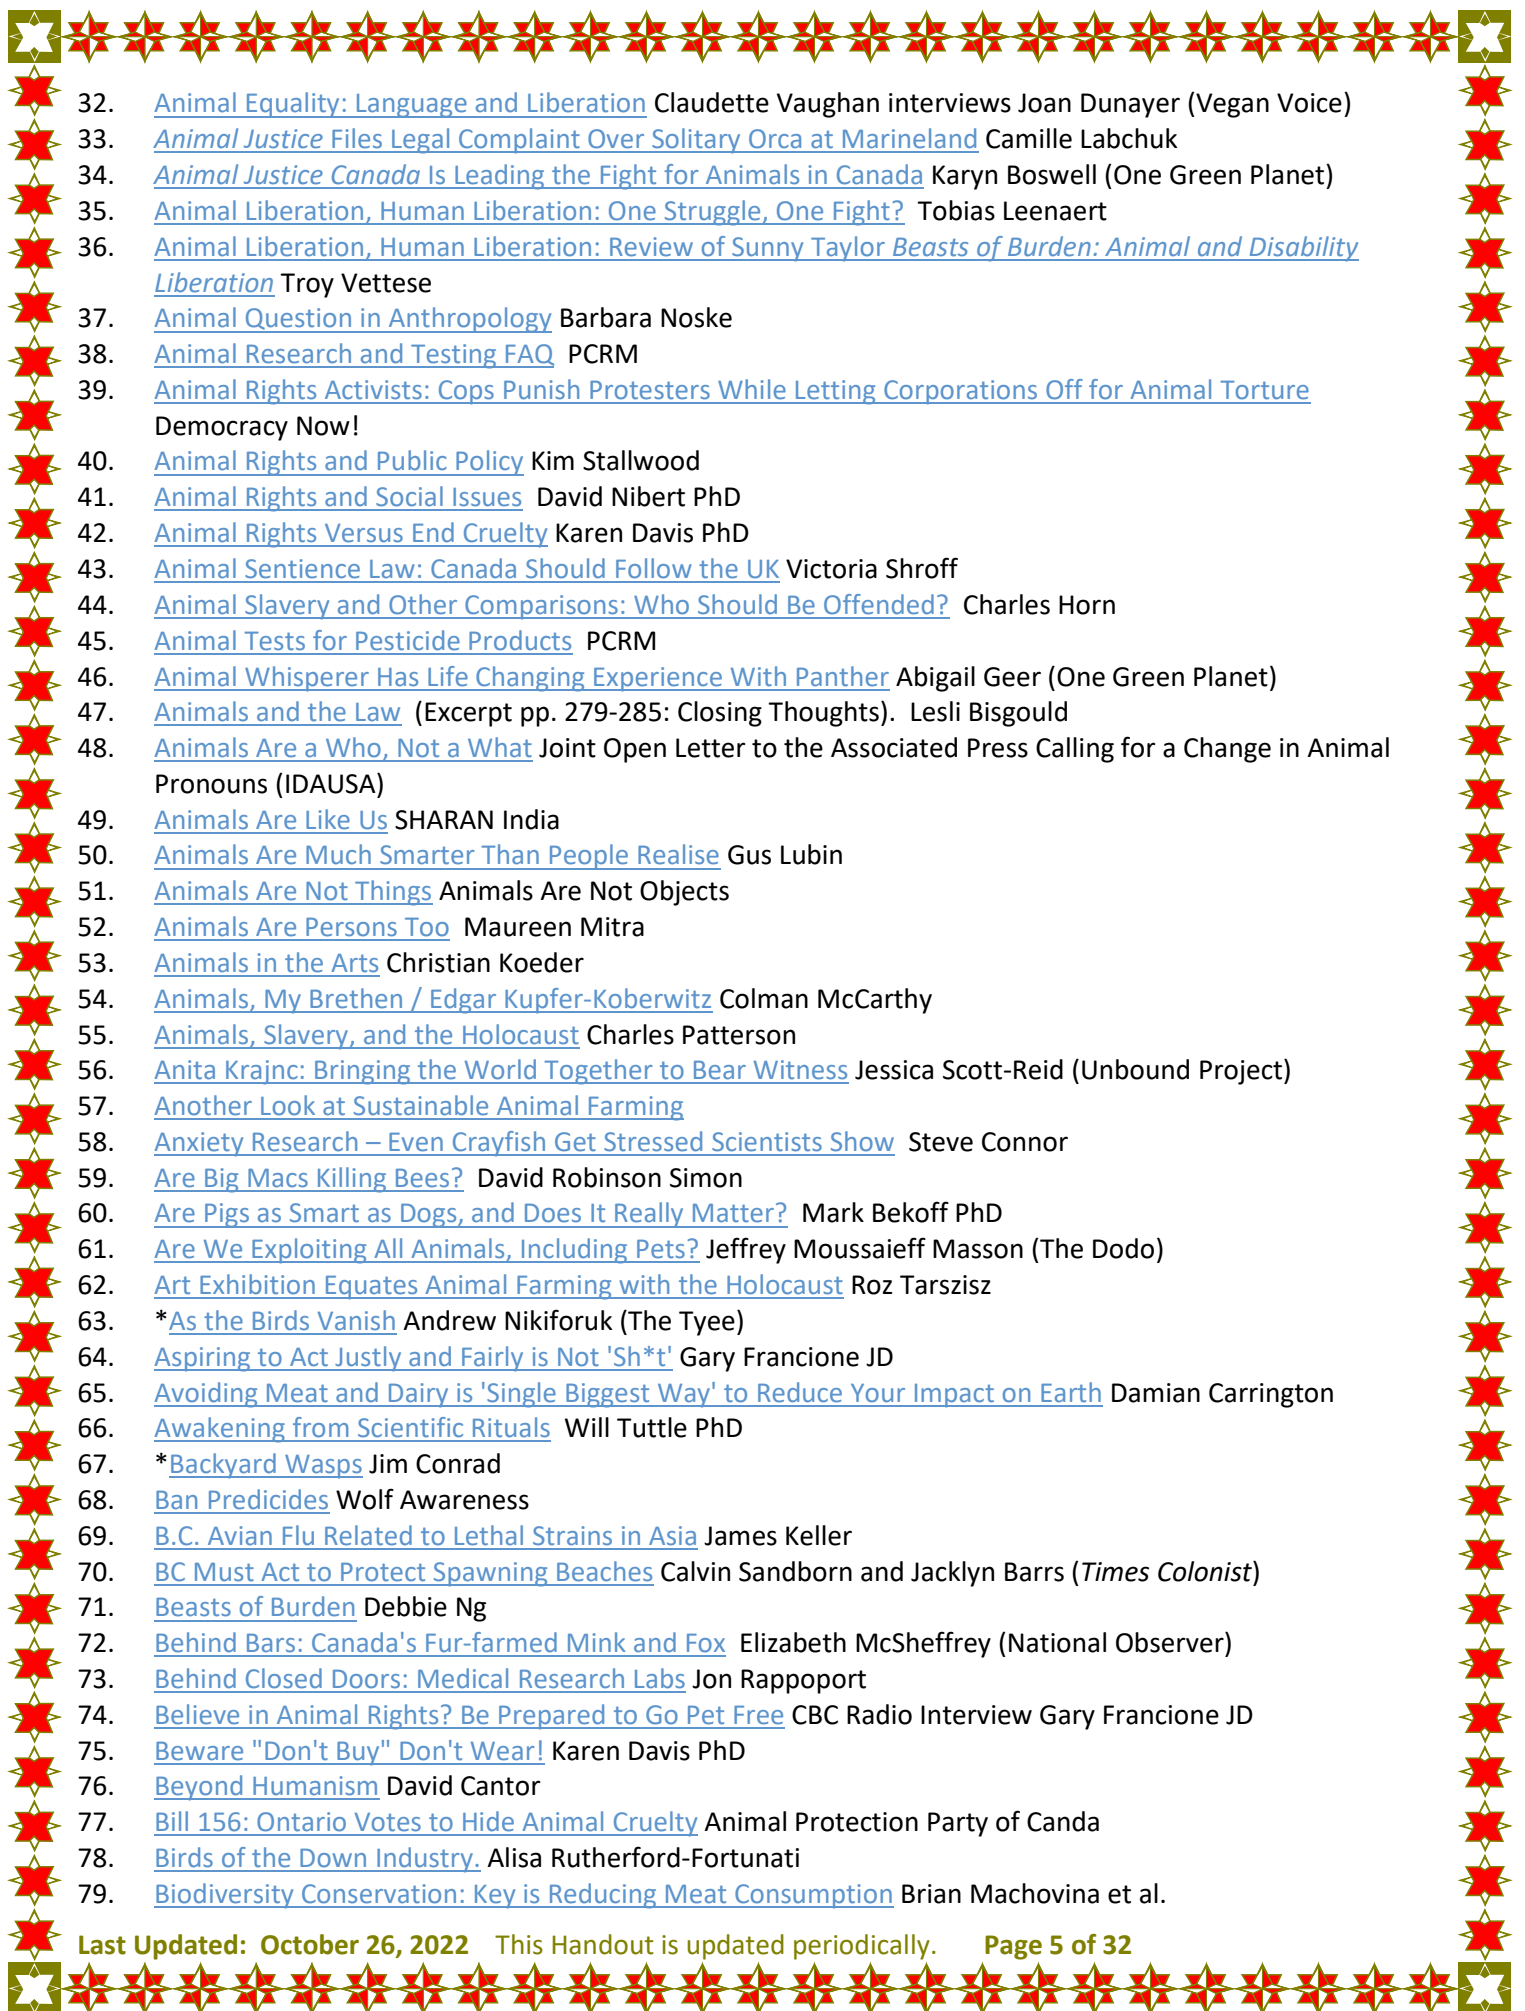 32. Animal Equality: Language and Liberation Claudette Vaughan interviews Joan Dunayer (Vegan Voice)
33. Animal Justice Files Legal Complaint Over Solitary Orca at Marineland Camille Labchuk
34. Animal Justice Canada Is Leading the Fight for Animals in Canada Karyn Boswell (One Green Planet)
35. Animal Liberation, Human Liberation: One Struggle, One Fight? Tobias Leenaert
36. Animal Liberation, Human Liberation: Review of Sunny Taylor Beasts of Burden: Animal and Disability
Liberation Troy Vettese
37. Animal Question in Anthropology Barbara Noske
38. Animal Research and Testing FAQ PCRM
39. Animal Rights Activists: Cops Punish Protesters While Letting Corporations Off for Animal Torture
Democracy Now!
40. Animal Rights and Public Policy Kim Stallwood
41. Animal Rights and Social Issues David Nibert PhD
42. Animal Rights Versus End Cruelty Karen Davis PhD
43. Animal Sentience Law: Canada Should Follow the UK Victoria Shroff
44. Animal Slavery and Other Comparisons: Who Should Be Offended? Charles Horn
45. Animal Tests for Pesticide Products PCRM
46. Animal Whisperer Has Life Changing Experience With Panther Abigail Geer (One Green Planet)
47. Animals and the Law (Excerpt pp. 279-285: Closing Thoughts). Lesli Bisgould
48. Animals Are a Who, Not a What Joint Open Letter to the Associated Press Calling for a Change in Animal
Pronouns (IDAUSA)
49. Animals Are Like Us SHARAN India
50. Animals Are Much Smarter Than People Realise Gus Lubin
51. Animals Are Not Things Animals Are Not Objects
52. Animals Are Persons Too Maureen Mitra
53. Animals in the Arts Christian Koeder
54. Animals, My Brethen / Edgar Kupfer-Koberwitz Colman McCarthy
55. Animals, Slavery, and the Holocaust Charles Patterson
56. Anita Krajnc: Bringing the World Together to Bear Witness Jessica Scott-Reid (Unbound Project)
57. Another Look at Sustainable Animal Farming
58. Anxiety Research – Even Crayfish Get Stressed Scientists Show Steve Connor
59. Are Big Macs Killing Bees? David Robinson Simon
60. Are Pigs as Smart as Dogs, and Does It Really Matter? Mark Bekoff PhD
61. Are We Exploiting All Animals, Including Pets? Jeffrey Moussaieff Masson (The Dodo)
62. Art Exhibition Equates Animal Farming with the Holocaust Roz Tarszisz
63. *As the Birds Vanish Andrew Nikiforuk (The Tyee)
64. Aspiring to Act Justly and Fairly is Not 'Sh*t' Gary Francione JD
65. Avoiding Meat and Dairy is 'Single Biggest Way' to Reduce Your Impact on Earth Damian Carrington
66. Awakening from Scientific Rituals Will Tuttle PhD
67. *Backyard Wasps Jim Conrad
68. Ban Predicides Wolf Awareness
69. B.C. Avian Flu Related to Lethal Strains in Asia James Keller
70. BC Must Act to Protect Spawning Beaches Calvin Sandborn and Jacklyn Barrs (Times Colonist)
71. Beasts of Burden Debbie Ng
72. Behind Bars: Canada's Fur-farmed Mink and Fox Elizabeth McSheffrey (National Observer)
73. Behind Closed Doors: Medical Research Labs Jon Rappoport
74. Believe in Animal Rights? Be Prepared to Go Pet Free CBC Radio Interview Gary Francione JD
75. Beware "Don't Buy" Don't Wear! Karen Davis PhD
76. Beyond Humanism David Cantor
77. Bill 156: Ontario Votes to Hide Animal Cruelty Animal Protection Party of Canda
78. Birds of the Down Industry. Alisa Rutherford-Fortunati
79. Biodiversity Conservation: Key is Reducing Meat Consumption Brian Machovina et al.
Last Updated: October 26, 2022 This Handout is updated periodically. Page 5 of 32